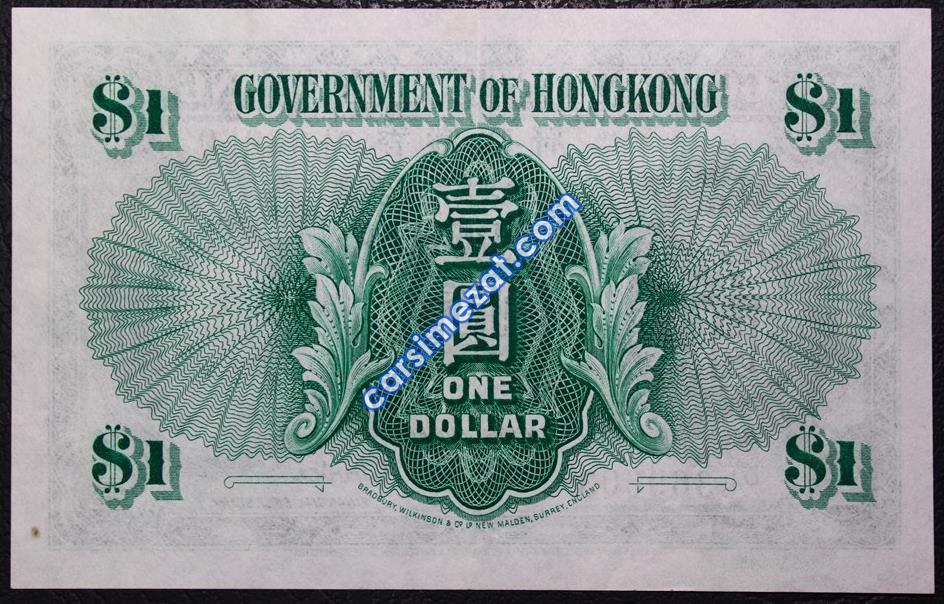 $1 GOVERNMENT OF HONGKONG $1
壹
圓
carsimezat.com
ONE
DOLLAR
$1 $1
BRADBURY, WILKINSON & Cº Lᴰ NEW MALDEN, SURREY, ENGLAND